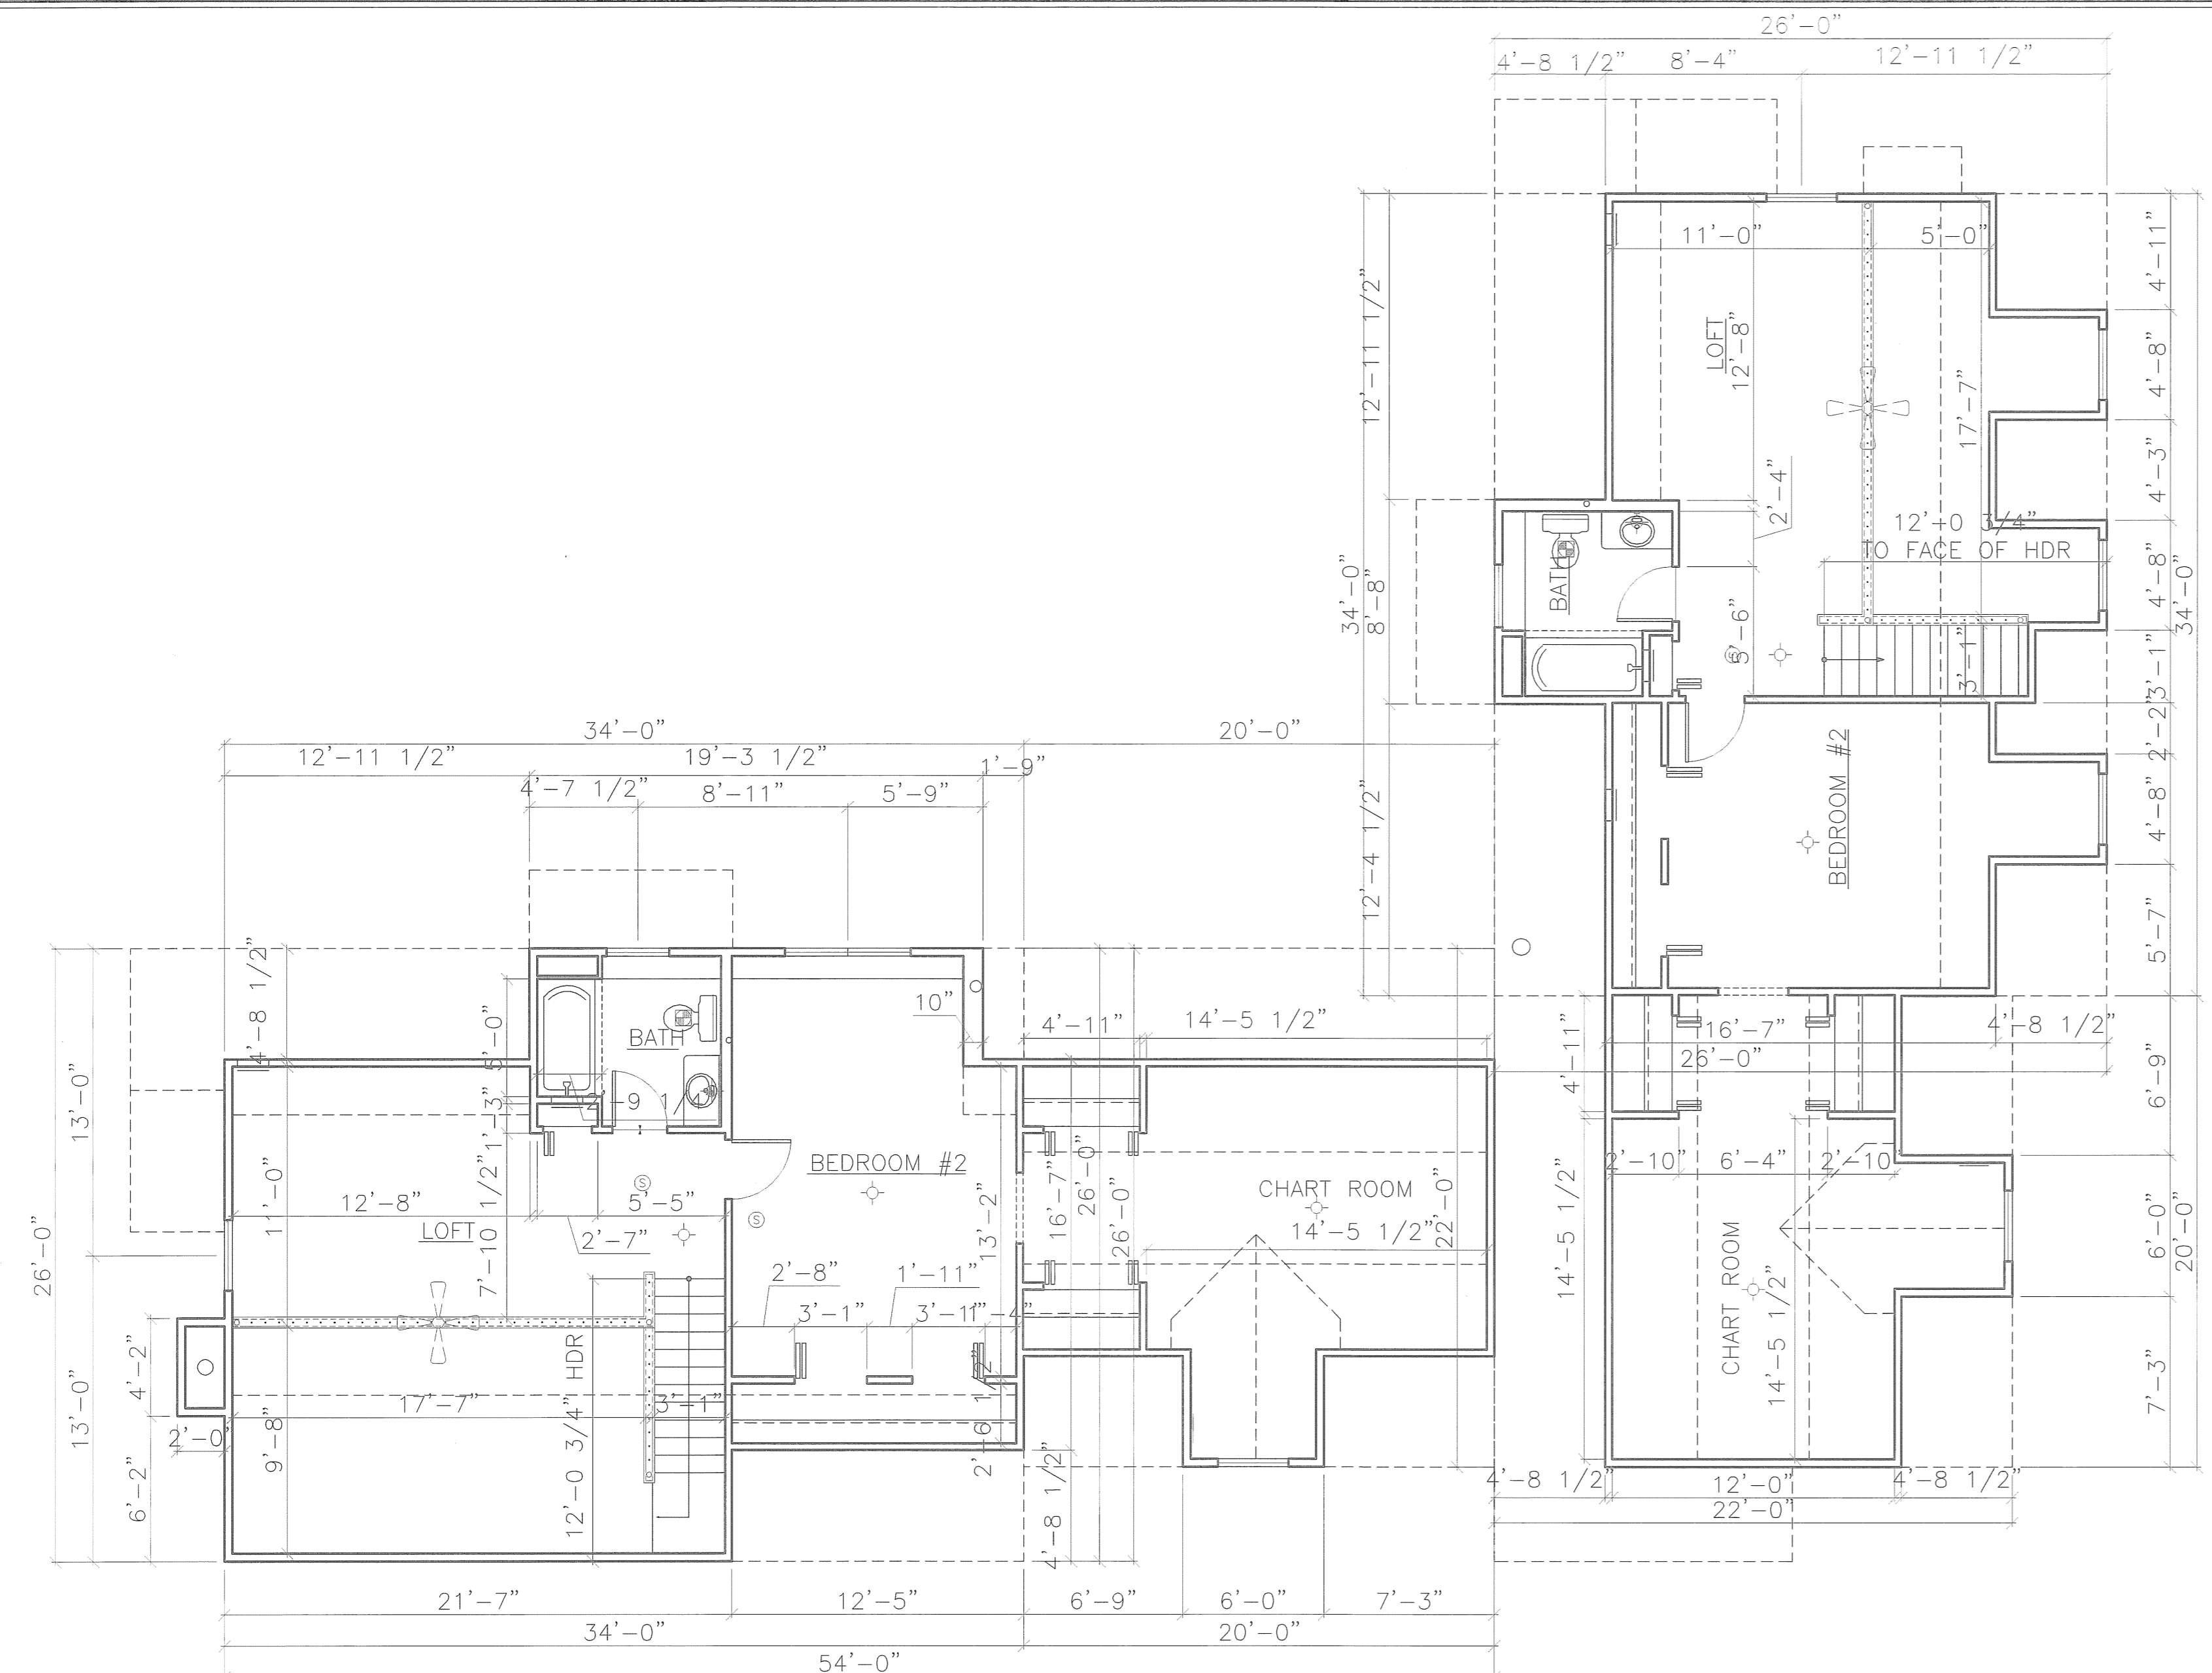 26'-0"
4'-8 1/2" 8'-4" 12'-11 1/2"
11'-0" 5'-0"
4'-11"
12'-11 1/2"
LOFT
12'-8"
4'-8"
17'-7"
4'-3"
2'-4"
12'-0 3/4"
TO FACE OF HDR
BATH
34'-0"
8'-8"
4'-8"
34'-0"
S
3'-1"
3'-1"
2'-2"
BEDROOM #2
4'-8"
12'-4 1/2"
5'-7"
4'-11"
16'-7" 4'-8 1/2"
26'-0"
6'-9"
2'-10" 6'-4" 2'-10"
14'-5 1/2"
CHART ROOM
14'-5 1/2"
6'-0"
20'-0"
7'-3"
4'-8 1/2" 12'-0" 4'-8 1/2"
22'-0"
34'-0" 20'-0"
12'-11 1/2" 19'-3 1/2" 1'-9"
4'-7 1/2" 8'-11" 5'-9"
4'-8 1/2"
10"
4'-11" 14'-5 1/2"
BATH
13'-0"
26'-0"
13'-0"
11'-0"
7'-10 1/2"
12'-8" 5'-5"
LOFT
2'-7"
S
S
BEDROOM #2
13'-2"
16'-7"
26'-0"
26'-0"
CHART ROOM
14'-5 1/2"
22'-0"
2'-8" 1'-11"
3'-1" 3'-1"
4'-2"
6'-2"
2'-0"
9'-8"
17'-7" 3'-1"
12'-0 3/4" HDR
2'-6 1/2"
4'-8 1/2"
21'-7" 12'-5" 6'-9" 6'-0" 7'-3"
34'-0" 20'-0"
54'-0"